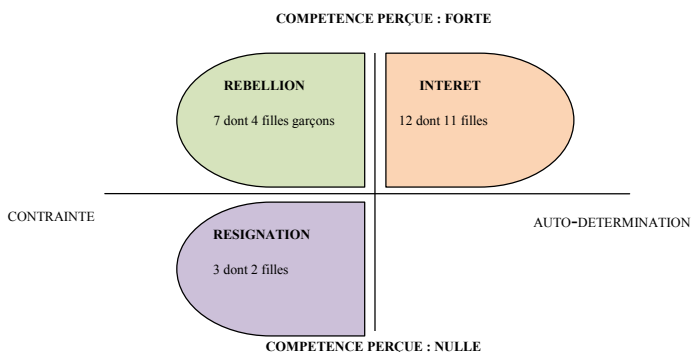 COMPETENCE PERÇUE : FORTE
REBELLION
7 dont 4 filles garçons
INTERET
12 dont 11 filles
CONTRAINTE
AUTO-DETERMINATION
RESIGNATION
3 dont 2 filles
COMPETENCE PERÇUE : NULLE